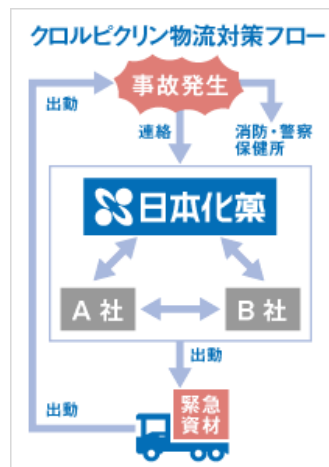 クロルピクリン物流対策フロー
事故発生
出動
連絡
消防・警察
保健所
日本化薬
A 社
B 社
出動
出動
緊急
資材